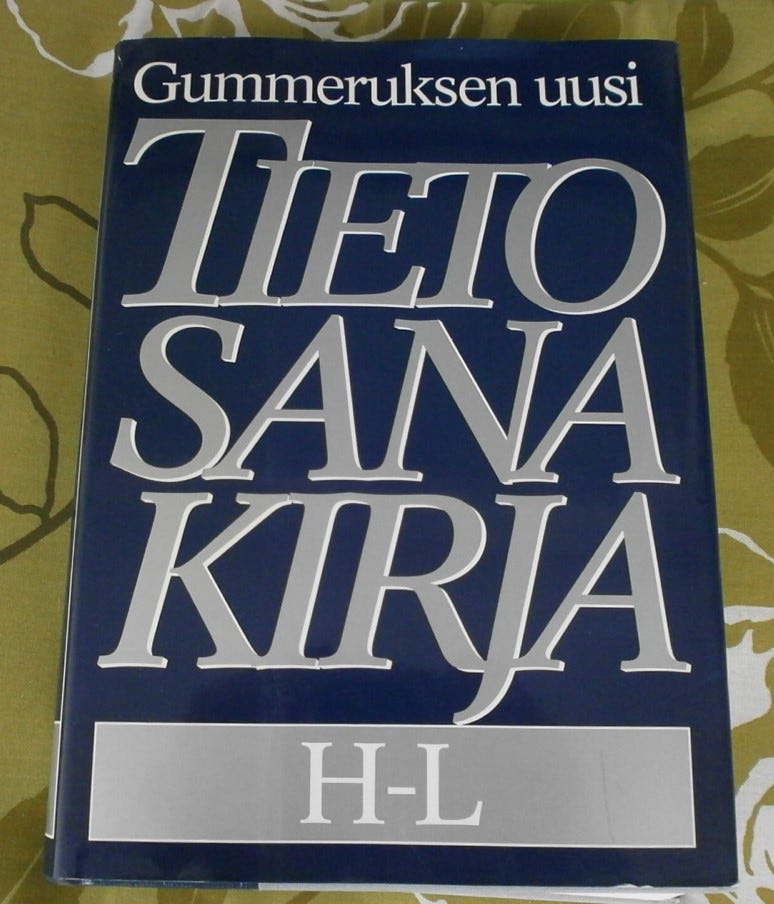 Gummeruksen uusi
TIETO
SANA
KIRJA
H-L